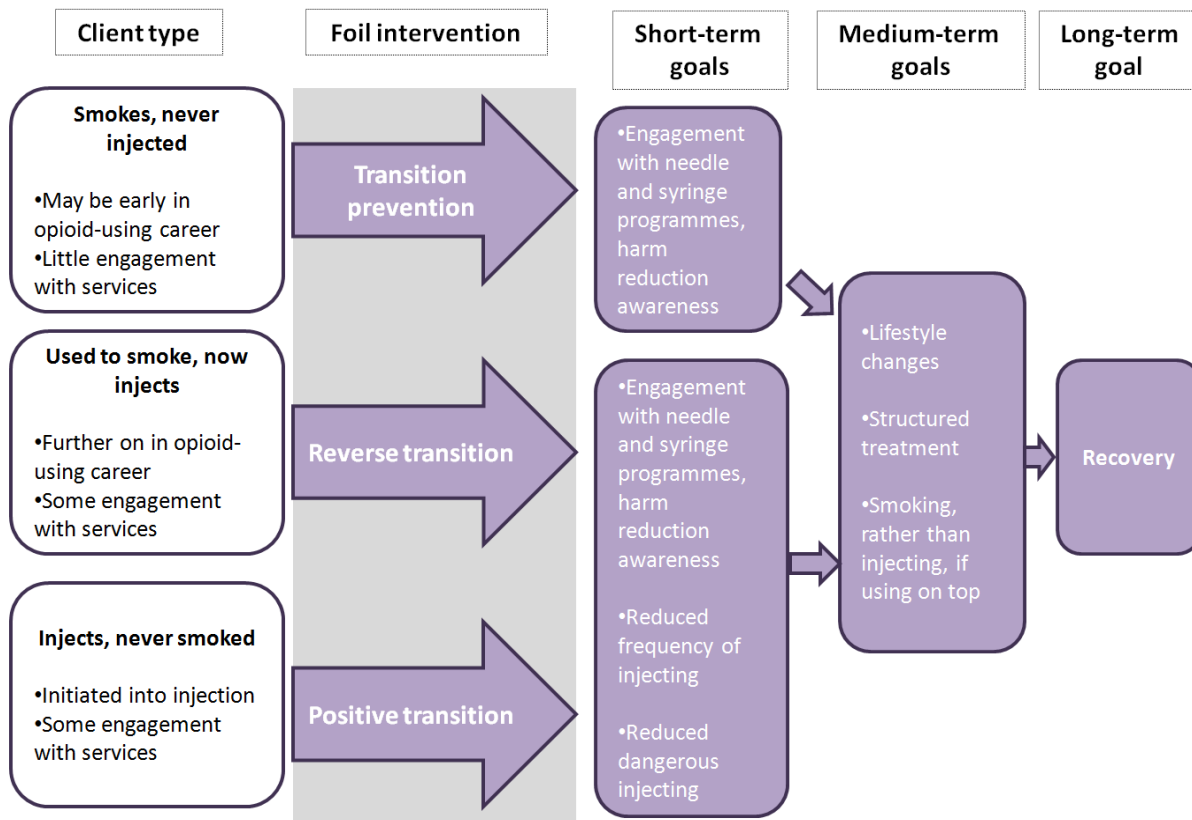 Client type
Foil intervention
Short-term
goals
Medium-term
goals
Long-term
goal
Smokes, never
injected
•May be early in
opioid-using career
•Little engagement
with services
Transition
prevention
•Engagement
with needle
and syringe
programmes,
harm
reduction
awareness
Used to smoke, now
injects
•Further on in opioid-
using career
•Some engagement
with services
Reverse transition
•Engagement
with needle
and syringe
programmes,
harm
reduction
awareness
•Reduced
frequency of
injecting
•Reduced
dangerous
injecting
Injects, never smoked
•Initiated into injection
•Some engagement
with services
Positive transition
•Lifestyle
changes
•Structured
treatment
•Smoking,
rather than
injecting, if
using on top
Recovery